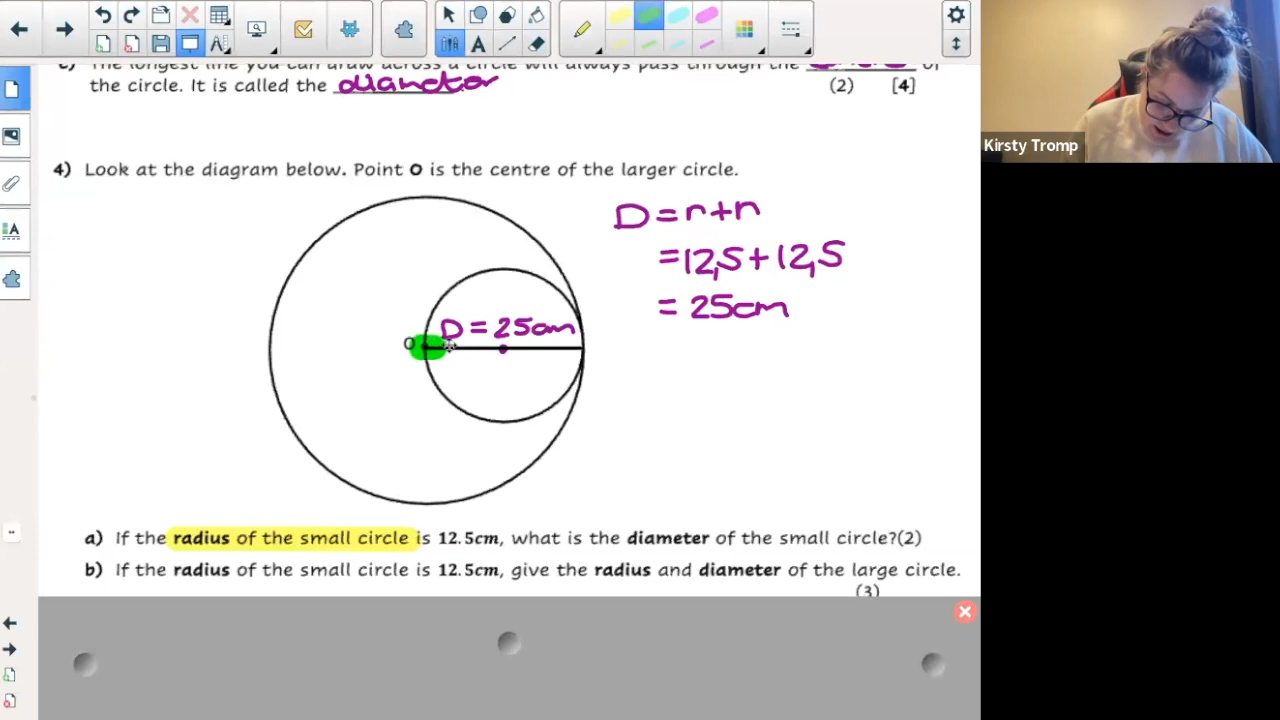 Kirsty Tromp
the circle. It is called the diameter (2) [4]
4) Look at the diagram below. Point O is the centre of the larger circle.
D = r+r
= 12,5 + 12,5
= 25cm
D = 25cm
O
a) If the radius of the small circle is 12.5cm, what is the diameter of the small circle?(2)
b) If the radius of the small circle is 12.5cm, give the radius and diameter of the large circle.
(3)